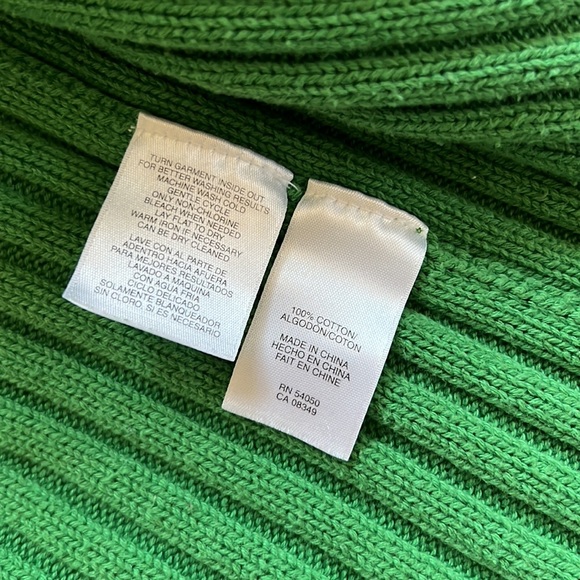 TURN GARMENT INSIDE OUT
FOR BETTER WASHING RESULTS
MACHINE WASH COLD
GENTLE CYCLE
ONLY NON-CHLORINE
BLEACH WHEN NEEDED
LAY FLAT TO DRY
WARM IRON IF NECESSARY
CAN BE DRY CLEANED
LAVE CON AL PARTE DE
ADENTRO HACIA AFUERA
PARA MEJORES RESULTADOS
LAVADO A MAQUINA
CON AGUA FRIA
CICLO DELICADO
SOLAMENTE BLANQUEADOR
SIN CLORO, SI ES NECESARIO
100% COTTON/
ALGODON/COTON
MADE IN CHINA
HECHO EN CHINA
FAIT EN CHINE
RN 54050
CA 08349